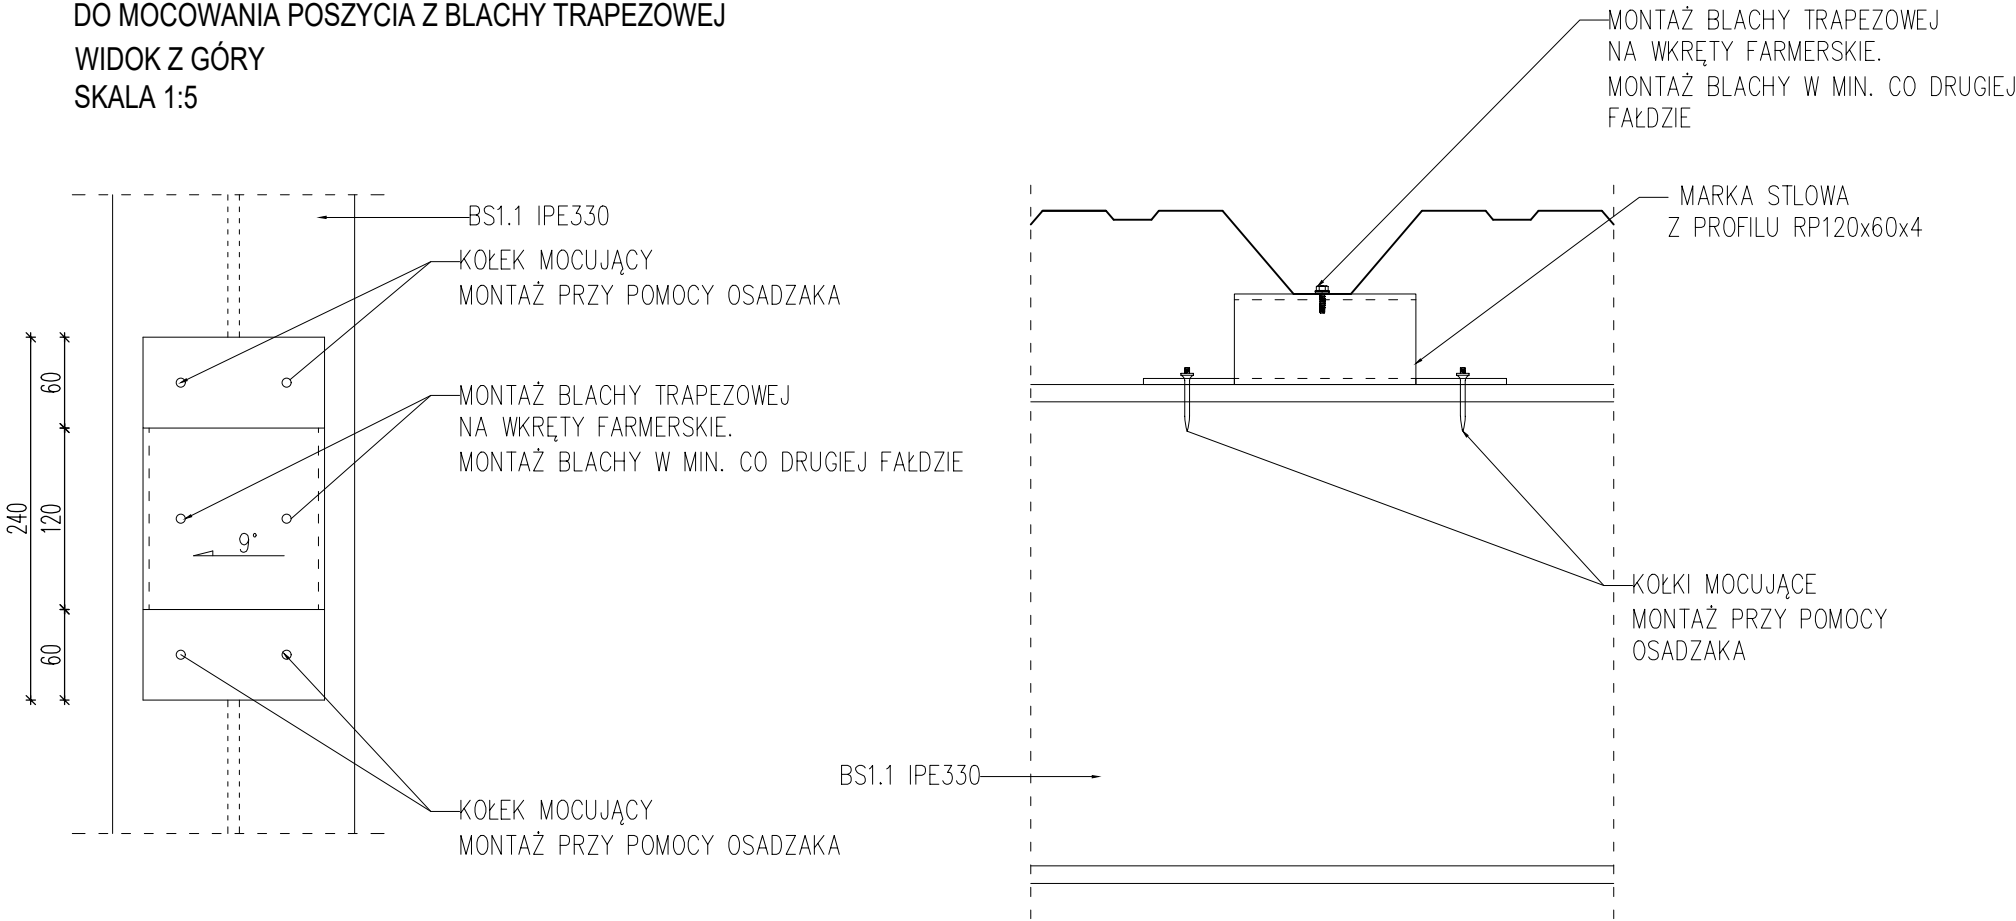 DO MOCOWANIA POSZYCIA Z BLACHY TRAPEZOWEJ
WIDOK Z GÓRY
SKALA 1:5
BS1.1 IPE330
KOŁEK MOCUJĄCY
MONTAŻ PRZY POMOCY OSADZAKA
MONTAŻ BLACHY TRAPEZOWEJ
NA WKRĘTY FARMERSKIE.
MONTAŻ BLACHY W MIN. CO DRUGIEJ FAŁDZIE
240
60
120
60
9°
KOŁEK MOCUJĄCY
MONTAŻ PRZY POMOCY OSADZAKA
MONTAŻ BLACHY TRAPEZOWEJ
NA WKRĘTY FARMERSKIE.
MONTAŻ BLACHY W MIN. CO DRUGIEJ
FAŁDZIE
MARKA STLOWA
Z PROFILU RP120x60x4
KOŁKI MOCUJĄCE
MONTAŻ PRZY POMOCY
OSADZAKA
BS1.1 IPE330